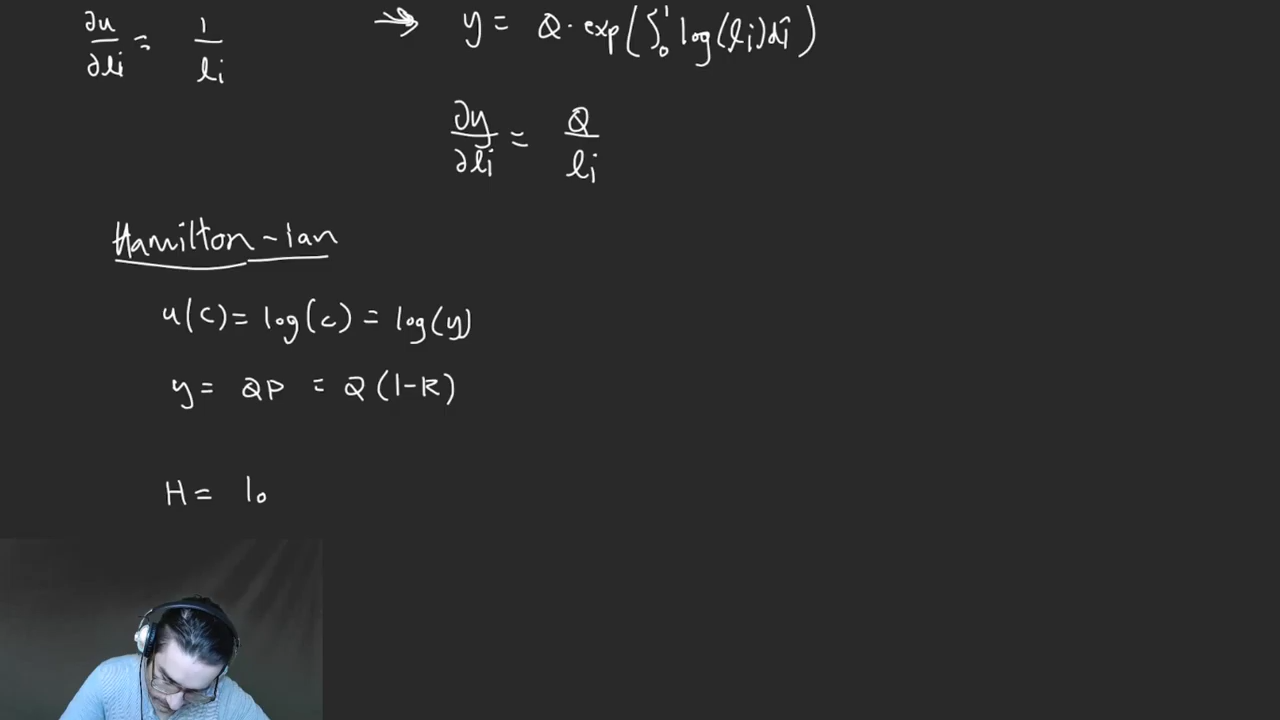 ∂u/∂li = 1/li → y = Q · exp(∫₀¹ log(li)di)
∂y/∂li = Q/li
Hamilton-ian
u(c) = log(c) = log(y)
y = QP = Q(1-R)
H = lo